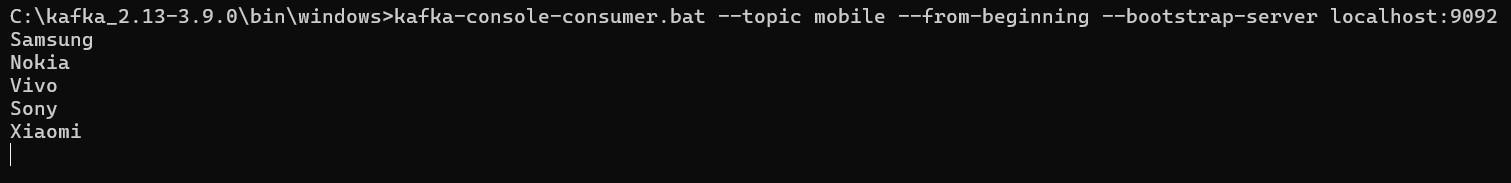 C:\kafka_2.13-3.9.0\bin\windows>kafka-console-consumer.bat --topic mobile --from-beginning --bootstrap-server localhost:9092
Samsung
Nokia
Vivo
Sony
Xiaomi